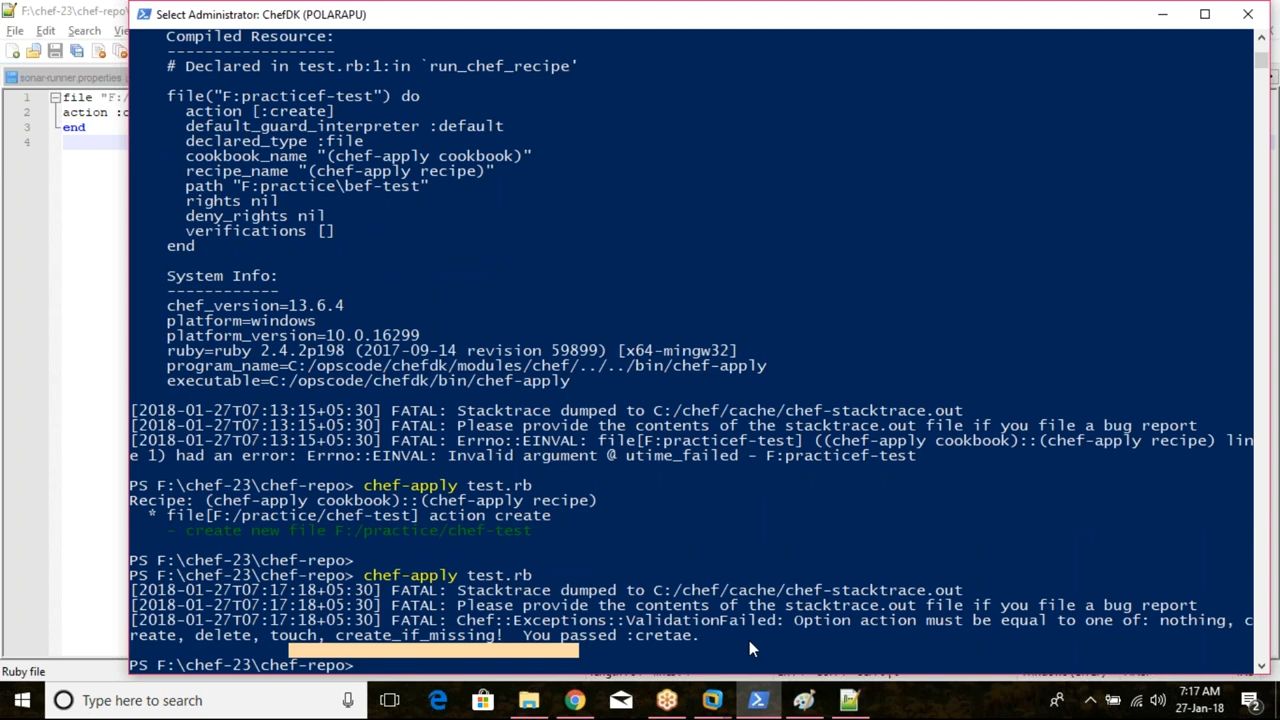 F:\chef-23\chef-repo\
Select Administrator: ChefDK (POLARAPU)
File Edit Search
sonar-runner.properties
1 file "F:/
2 action :c
3 end
4
Compiled Resource:
------------------
# Declared in test.rb:1:in `run_chef_recipe'
file("F:practicef-test") do
action [:create]
default_guard_interpreter :default
declared_type :file
cookbook_name "(chef-apply cookbook)"
recipe_name "(chef-apply recipe)"
path "F:practice\bef-test"
rights nil
deny_rights nil
verifications []
end
System Info:
------------
chef_version=13.6.4
platform=windows
platform_version=10.0.16299
ruby=ruby 2.4.2p198 (2017-09-14 revision 59899) [x64-mingw32]
program_name=C:/opscode/chefdk/modules/chef/../../bin/chef-apply
executable=C:/opscode/chefdk/bin/chef-apply
[2018-01-27T07:13:15+05:30] FATAL: Stacktrace dumped to C:/chef/cache/chef-stacktrace.out
[2018-01-27T07:13:15+05:30] FATAL: Please provide the contents of the stacktrace.out file if you file a bug report
[2018-01-27T07:13:15+05:30] FATAL: Errno::EINVAL: file[F:practicef-test] ((chef-apply cookbook)::(chef-apply recipe) lin
e 1) had an error: Errno::EINVAL: Invalid argument @ utime_failed - F:practicef-test
PS F:\chef-23\chef-repo> chef-apply test.rb
Recipe: (chef-apply cookbook)::(chef-apply recipe)
* file[F:/practice/chef-test] action create
- create new file F:/practice/chef-test
PS F:\chef-23\chef-repo>
PS F:\chef-23\chef-repo> chef-apply test.rb
[2018-01-27T07:17:18+05:30] FATAL: Stacktrace dumped to C:/chef/cache/chef-stacktrace.out
[2018-01-27T07:17:18+05:30] FATAL: Please provide the contents of the stacktrace.out file if you file a bug report
[2018-01-27T07:17:18+05:30] FATAL: Chef::Exceptions::ValidationFailed: Option action must be equal to one of: nothing, c
reate, delete, touch, create_if_missing!  You passed :cretae.
PS F:\chef-23\chef-repo>
Ruby file
Type here to search
7:17 AM
27-Jan-18
2